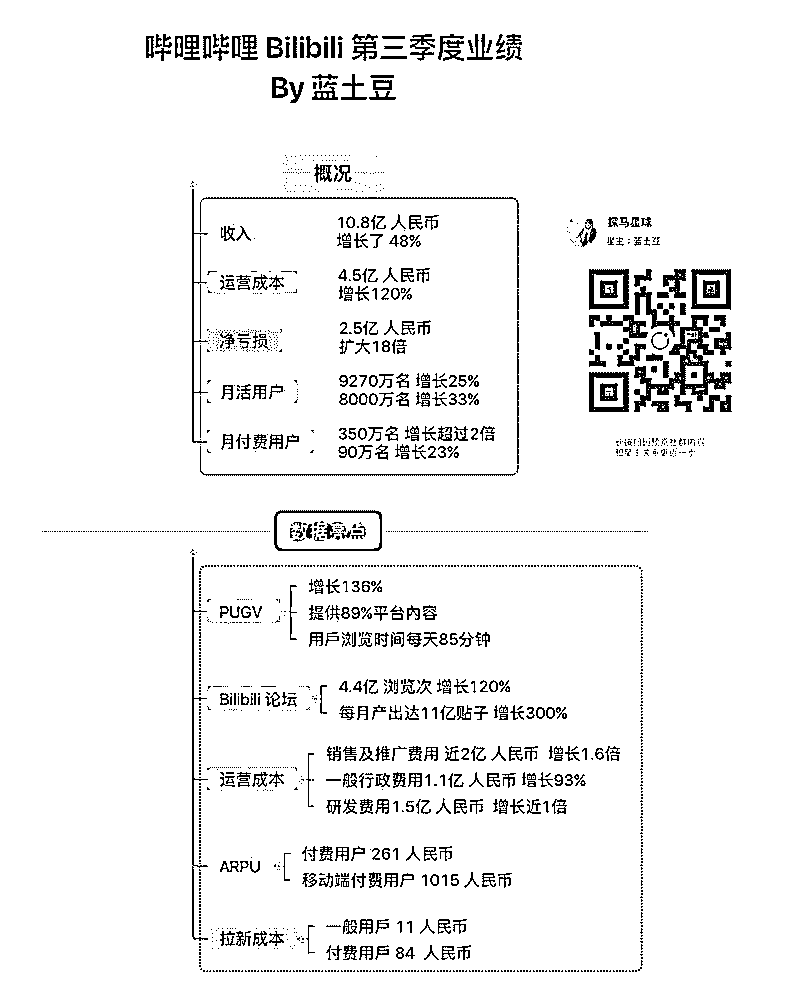 哔哩哔哩 Bilibili 第三季度业绩
By 蓝土豆
概况
收入
10.8亿 人民币
增长了 48%
运营成本
4.5亿 人民币
增长120%
净亏损
2.5亿 人民币
扩大18倍
月活用户
9270万名 增长25%
8000万名 增长33%
月付费用户
350万名 增长超过2倍
90万名 增长23%
探马星球
星主：蓝土豆
数据亮点
PUGV
增长136%
提供89%平台内容
用戶浏览时间每天85分钟
Bilibili 论坛
4.4亿 浏览次 增长120%
每月产出达11亿贴子 增长300%
运营成本
销售及推广费用 近2亿 人民币 增长1.6倍
一般行政费用1.1亿 人民币 增长93%
研发费用1.5亿 人民币 增长近1倍
ARPU
付费用户 261 人民币
移动端付费用户 1015 人民币
拉新成本
一般用戶 11 人民币
付费用戶 84 人民币